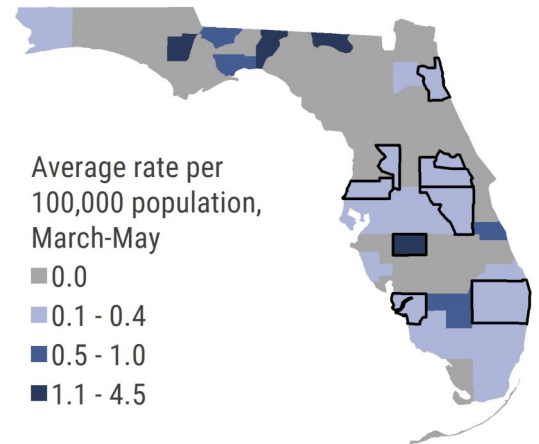 Average rate per
100,000 population,
March-May
0.0
0.1 - 0.4
0.5 - 1.0
1.1 - 4.5